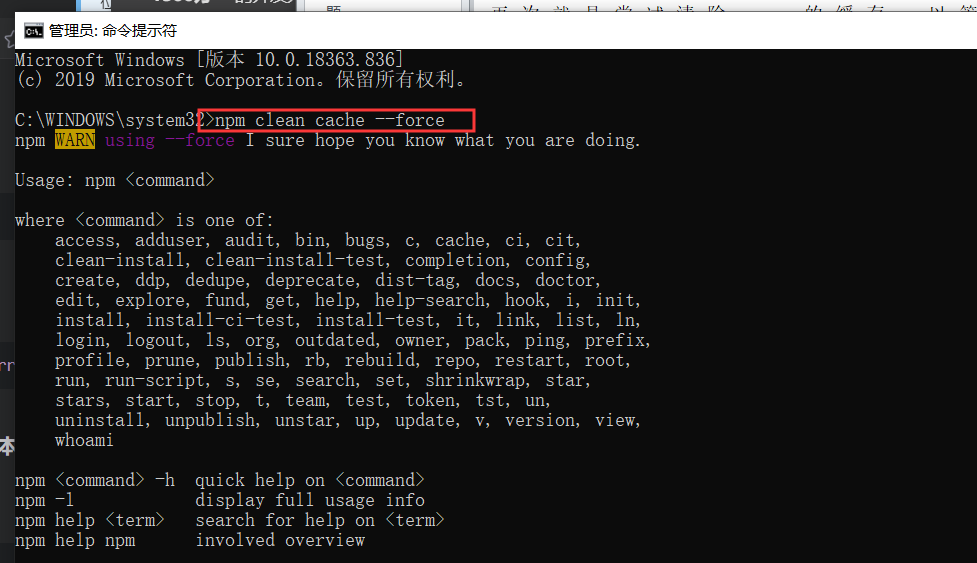 管理员: 命令提示符
Microsoft Windows [版本 10.0.18363.836]
(c) 2019 Microsoft Corporation。保留所有权利。
C:\WINDOWS\system32>npm clean cache --force
npm WARN using --force I sure hope you know what you are doing.
Usage: npm <command>
where <command> is one of:
access, adduser, audit, bin, bugs, c, cache, ci, cit,
clean-install, clean-install-test, completion, config,
create, ddp, dedupe, deprecate, dist-tag, docs, doctor,
edit, explore, fund, get, help, help-search, hook, i, init,
install, install-ci-test, install-test, it, link, list, ln,
login, logout, ls, org, outdated, owner, pack, ping, prefix,
profile, prune, publish, rb, rebuild, repo, restart, root,
run, run-script, s, se, search, set, shrinkwrap, star,
stars, start, stop, t, team, test, token, tst, un,
uninstall, unpublish, unstar, up, update, v, version, view,
whoami
npm <command> -h  quick help on <command>
npm -l            display full usage info
npm help <term>   search for help on <term>
npm help npm      involved overview
本